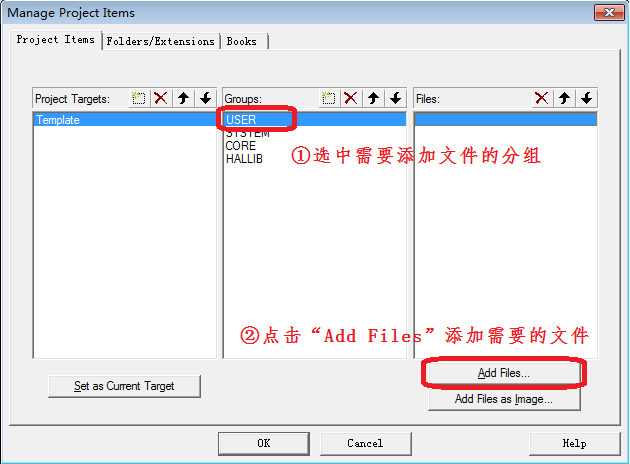 Manage Project Items
Project Items Folders/Extensions Books
Project Targets: Groups: Files:
Template
USER
SYSTEM
CORE
HALLIB
①选中需要添加文件的分组
②点击“Add Files”添加需要的文件
Add Files...
Set as Current Target
Add Files as Image...
OK Cancel Help